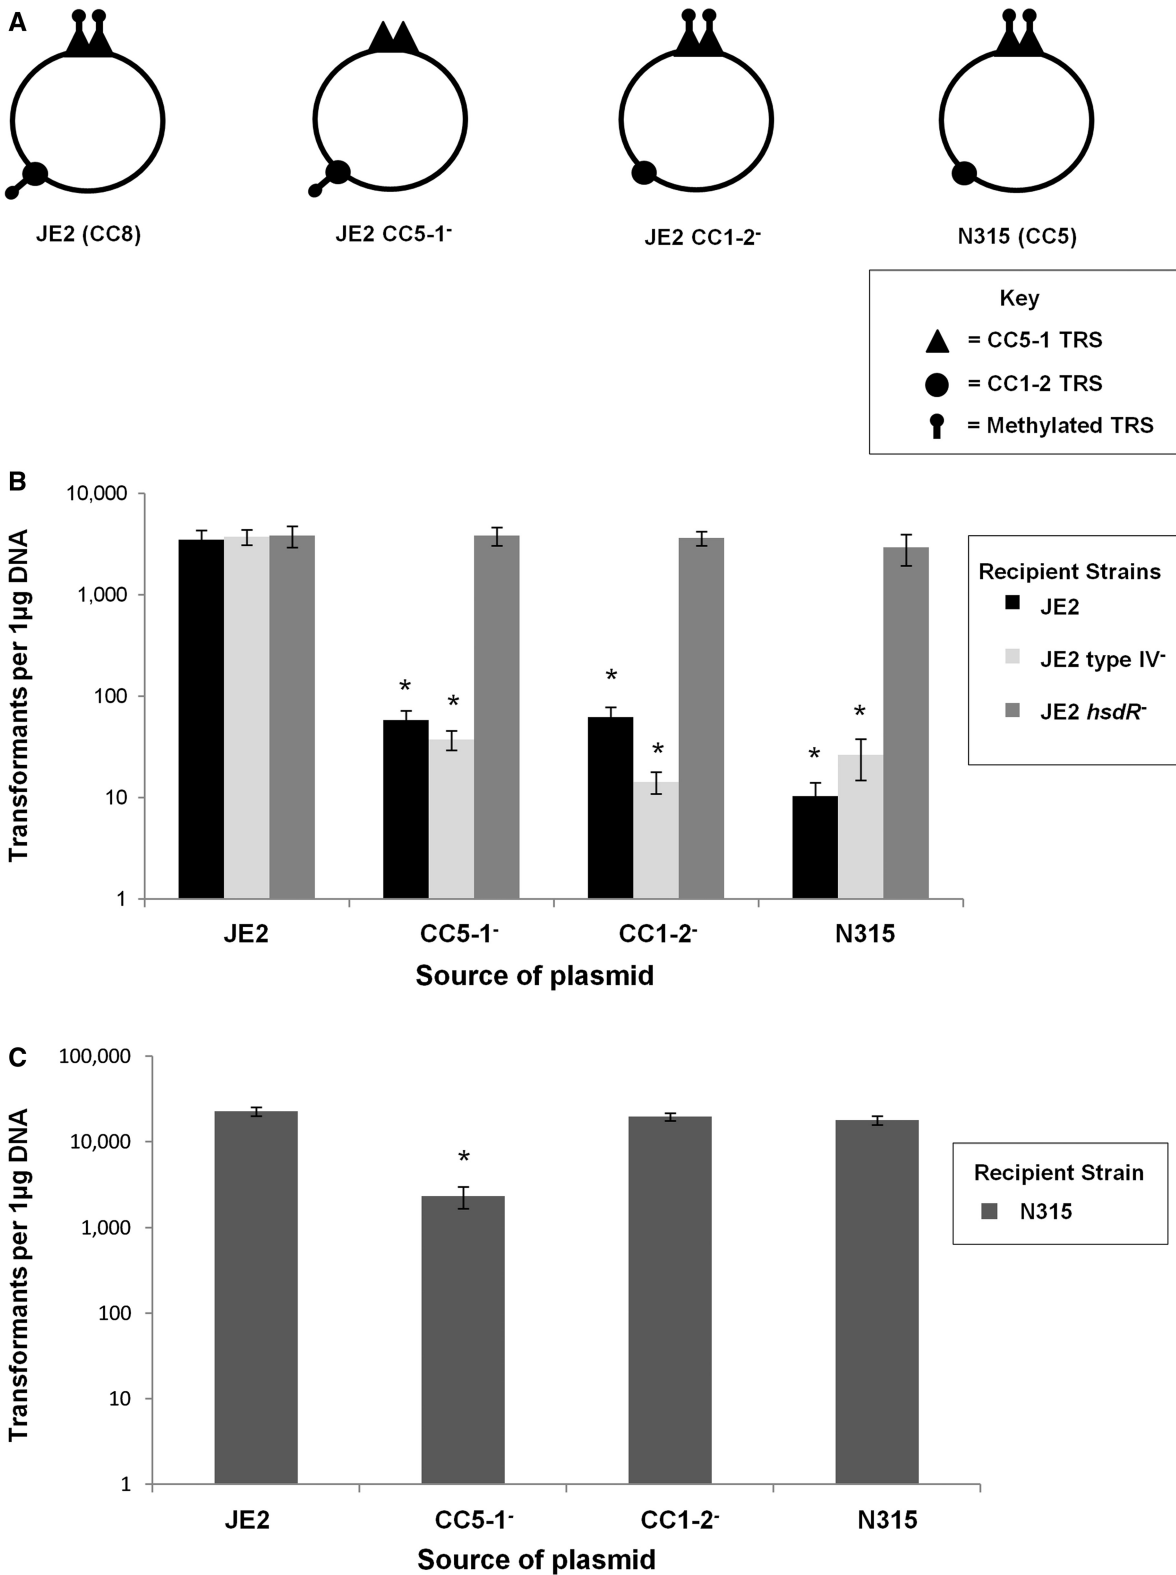 A
JE2 (CC8)
JE2 CC5-1⁻
JE2 CC1-2⁻
N315 (CC5)
Key
= CC5-1 TRS
= CC1-2 TRS
= Methylated TRS
B
Transformants per 1µg DNA
10,000
1,000
100
10
1
* * * * * *
JE2 CC5-1⁻ CC1-2⁻ N315
Source of plasmid
Recipient Strains
JE2
JE2 type IV⁻
JE2 hsdR⁻
C
Transformants per 1µg DNA
100,000
10,000
1,000
100
10
1
*
JE2 CC5-1⁻ CC1-2⁻ N315
Source of plasmid
Recipient Strain
N315